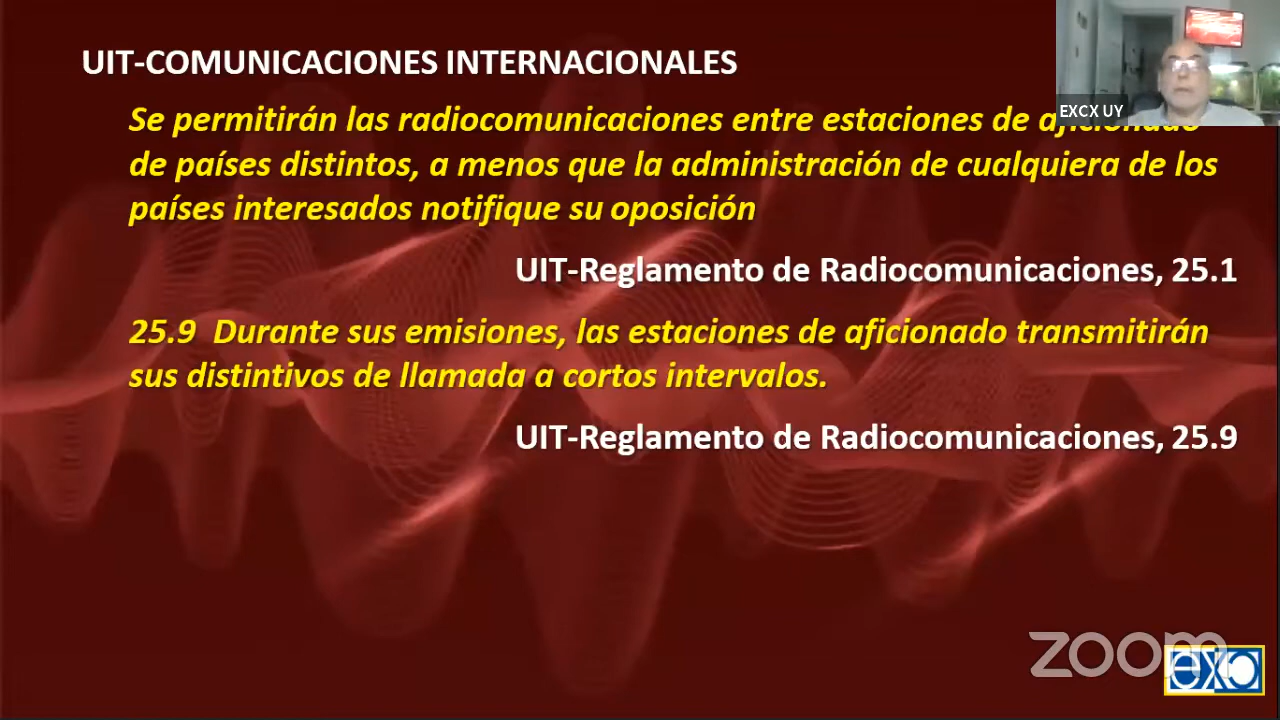 UIT-COMUNICACIONES INTERNACIONALES
Se permitirán las radiocomunicaciones entre estaciones de aficionado
de países distintos, a menos que la administración de cualquiera de los
países interesados notifique su oposición
UIT-Reglamento de Radiocomunicaciones, 25.1
25.9 Durante sus emisiones, las estaciones de aficionado transmitirán
sus distintivos de llamada a cortos intervalos.
UIT-Reglamento de Radiocomunicaciones, 25.9
EXCX UY
zoom
exo